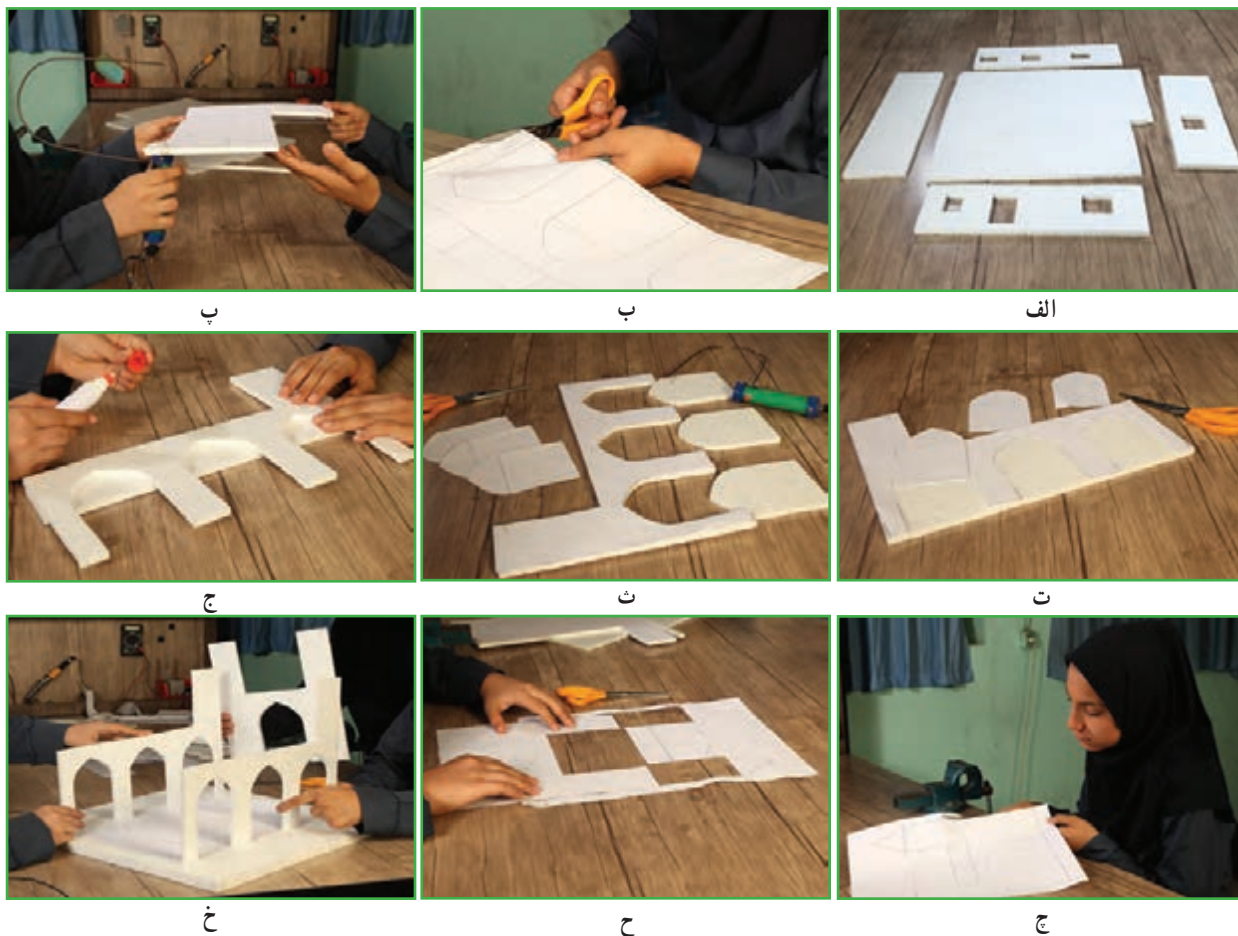 الف ب پ
ت ث ج
چ ح خ